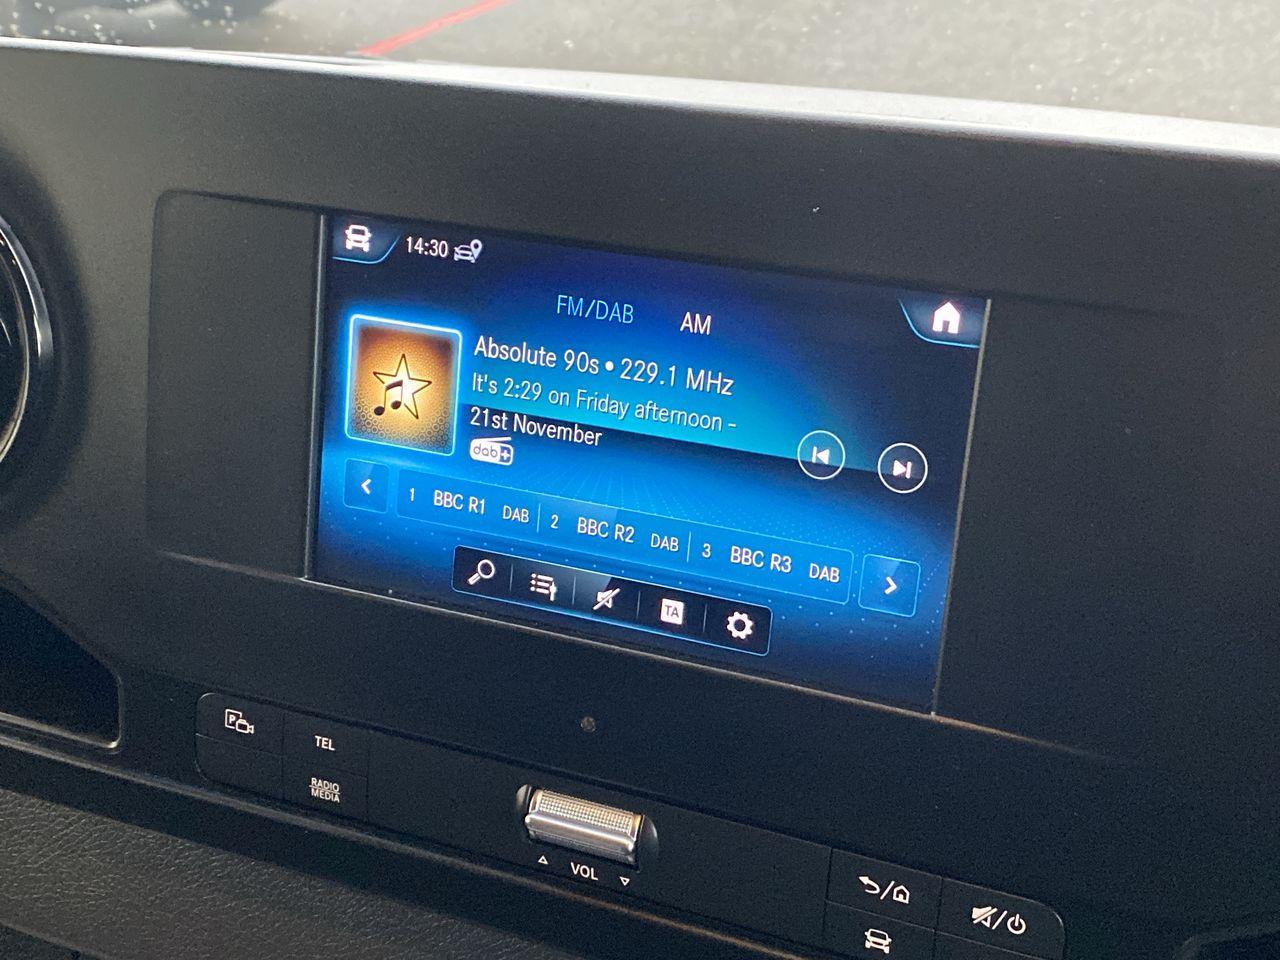 14:30
FM/DAB AM
Absolute 90s • 229.1 MHz
It's 2:29 on Friday afternoon -
21st November
dab+
1 BBC R1 DAB 2 BBC R2 DAB 3 BBC R3 DAB
TA
P
TEL
RADIO
MEDIA
VOL